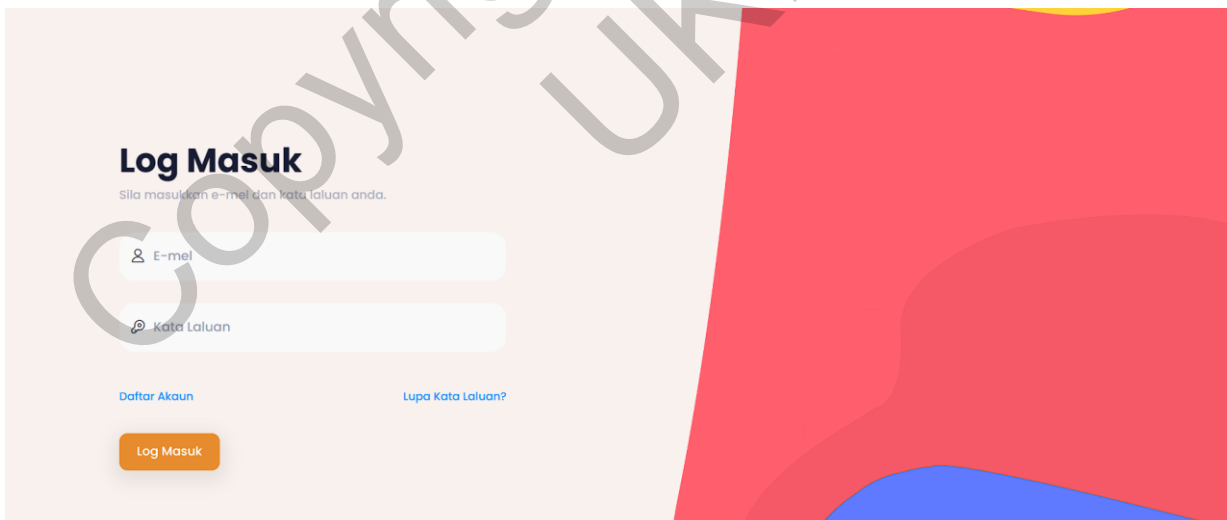 Log Masuk
Sila masukkan e-mel dan kata laluan anda.
E-mel
Kata Laluan
Daftar Akaun
Lupa Kata Laluan?
Log Masuk